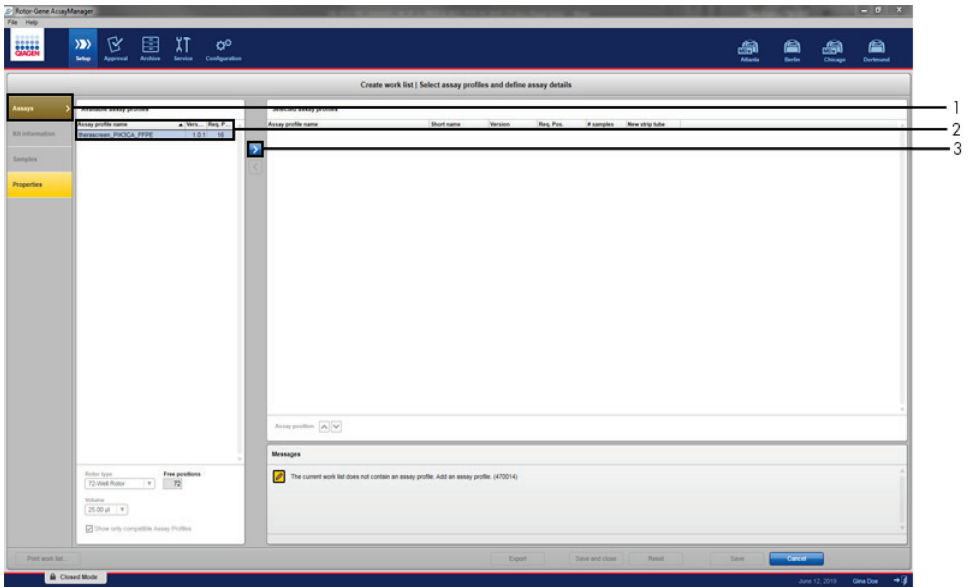 Rotor-Gene AssayManager
File Help
QIAGEN
Setup Approval Archive Service Configuration
Atlanta Berlin Chicago Dortmund
Create work list | Select assay profiles and define assay details
Assays
Kit information
Samples
Properties
Available assay profiles
Assay profile name Vers... Req. P...
therascreen_PIK3CA_FFPE 1.0.1 16
Selected assay profiles
Assay profile name Short name Version Req. Pos. # samples New strip tube
1
2
3
Assay position
Rotor type Free positions
72-Well Rotor 72
Volume
25.00 µl
Show only compatible Assay Profiles
Messages
The current work list does not contain an assay profile. Add an assay profile. (470014)
Print work list... Export Save and close Reset Save Cancel
Closed Mode June 12, 2019 Gina Doe